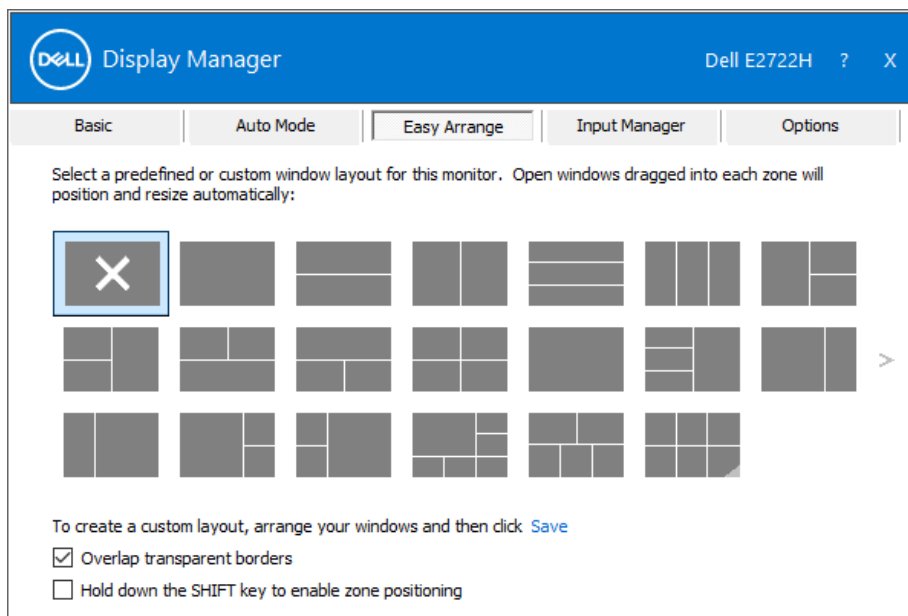 DELL Display Manager Dell E2722H ? X
Basic Auto Mode Easy Arrange Input Manager Options
Select a predefined or custom window layout for this monitor. Open windows dragged into each zone will
position and resize automatically:
>
To create a custom layout, arrange your windows and then click Save
Overlap transparent borders
Hold down the SHIFT key to enable zone positioning